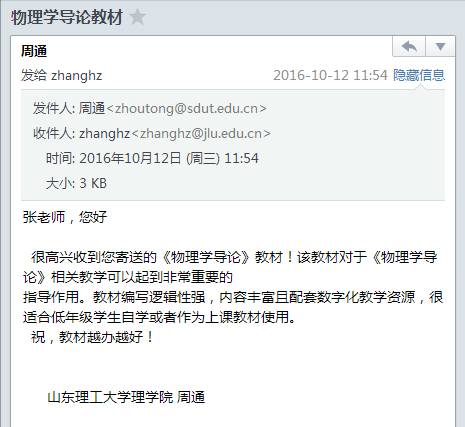 物理学导论教材
周通
发给 zhanghz 2016-10-12 11:54 隐藏信息
发件人: 周通<zhoutong@sdut.edu.cn>
收件人: zhanghz<zhanghz@jlu.edu.cn>
时间: 2016年10月12日 (周三) 11:54
大小: 3 KB
张老师，您好
很高兴收到您寄送的《物理学导论》教材！该教材对于《物理学导
论》相关教学可以起到非常重要的
指导作用。教材编写逻辑性强，内容丰富且配套数字化教学资源，很
适合低年级学生自学或者作为上课教材使用。
祝，教材越办越好！
山东理工大学理学院 周通